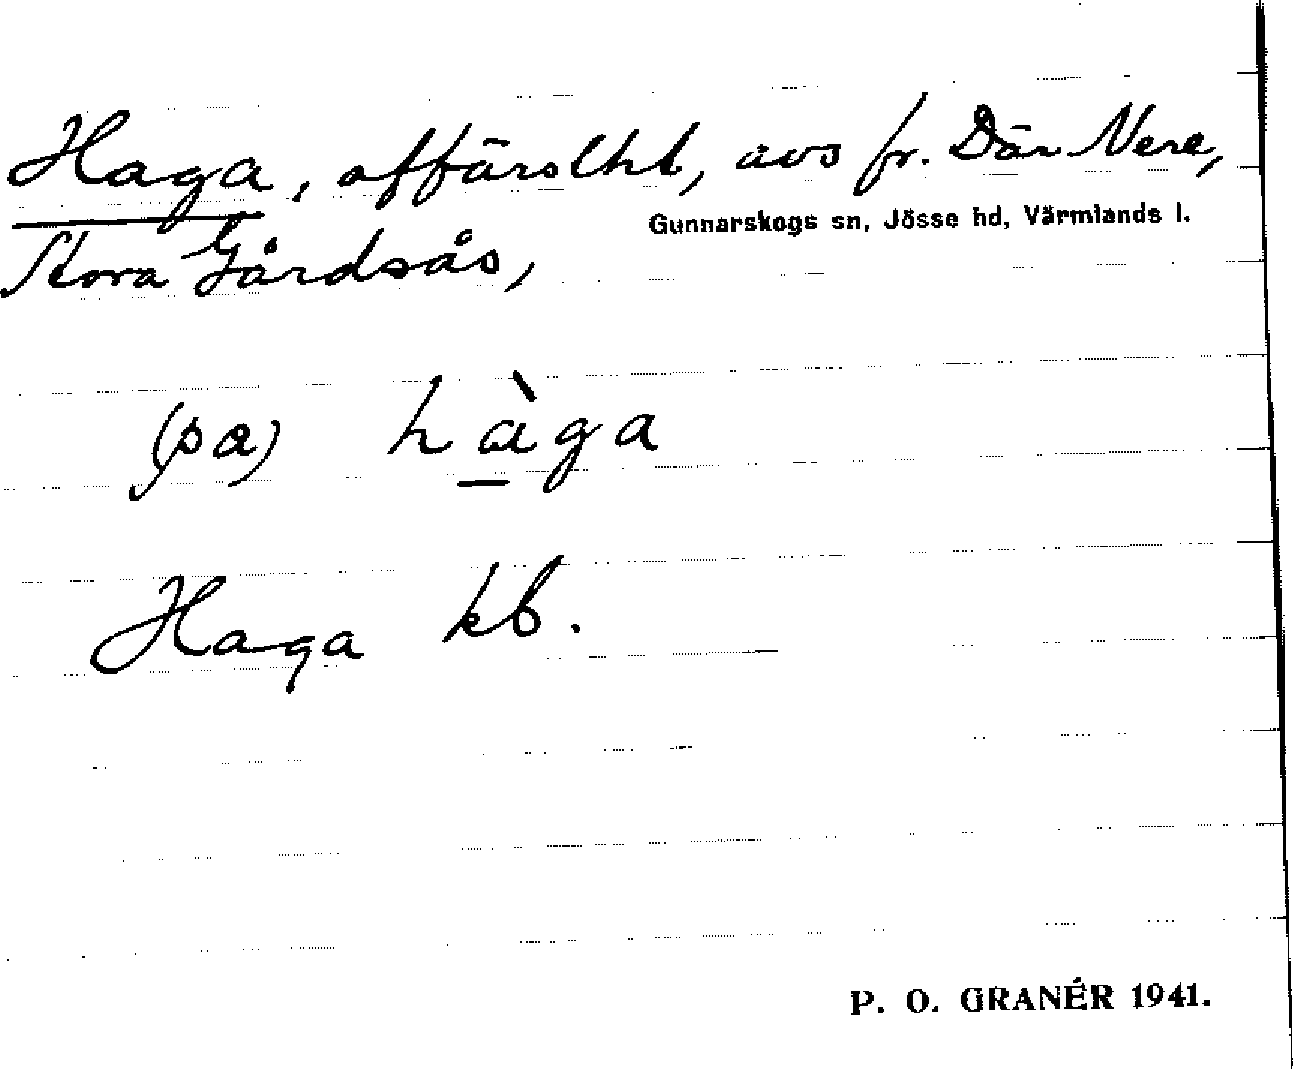 Haga, affärslht, avs fr. Där Nere,
Gunnarskogs sn, Jösse hd, Värmlands l.
Stora Gårdsås,
(pa) hàga
Haga kb.
P. O. GRANÉR 1941.